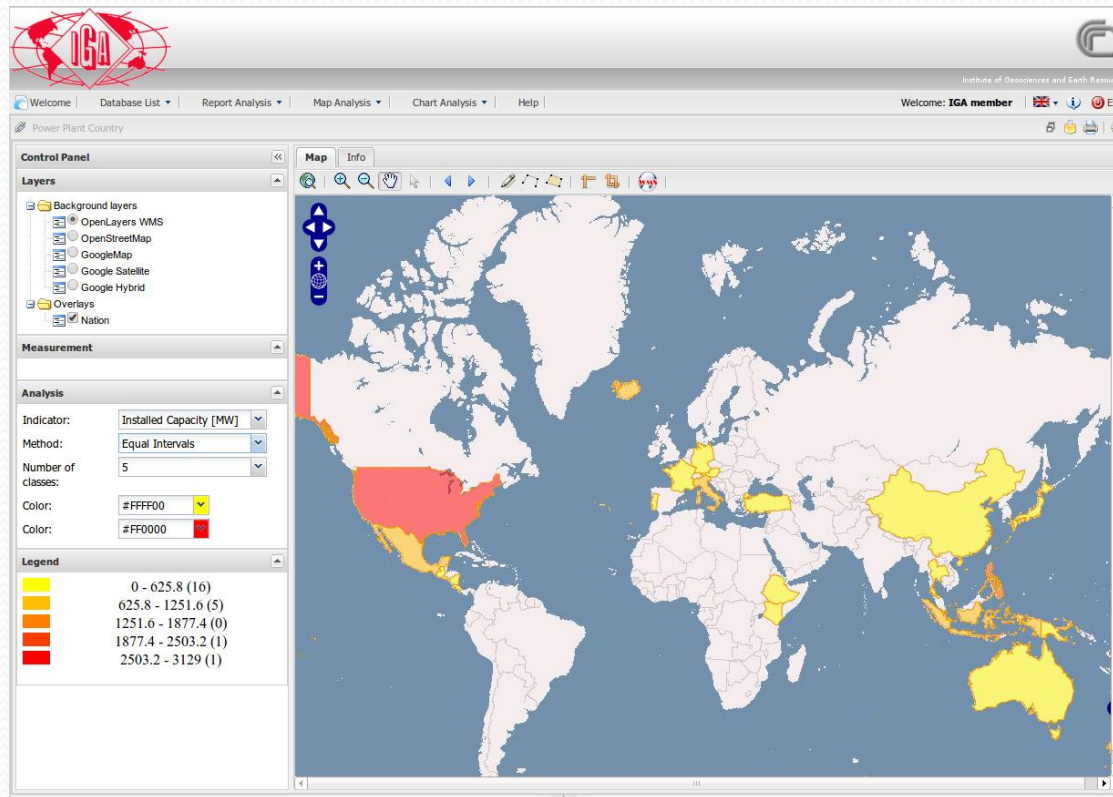 IGA
Institute of Geosciences and Earth Resou
Welcome Database List Report Analysis Map Analysis Chart Analysis Help Welcome: IGA member E
Power Plant Country
Control Panel
Map Info
Layers
Background layers
OpenLayers WMS
OpenStreetMap
GoogleMap
Google Satellite
Google Hybrid
Overlays
Nation
Measurement
Analysis
Indicator: Installed Capacity [MW]
Method: Equal Intervals
Number of classes: 5
Color: #FFFF00
Color: #FF0000
Legend
0 - 625.8 (16)
625.8 - 1251.6 (5)
1251.6 - 1877.4 (0)
1877.4 - 2503.2 (1)
2503.2 - 3129 (1)